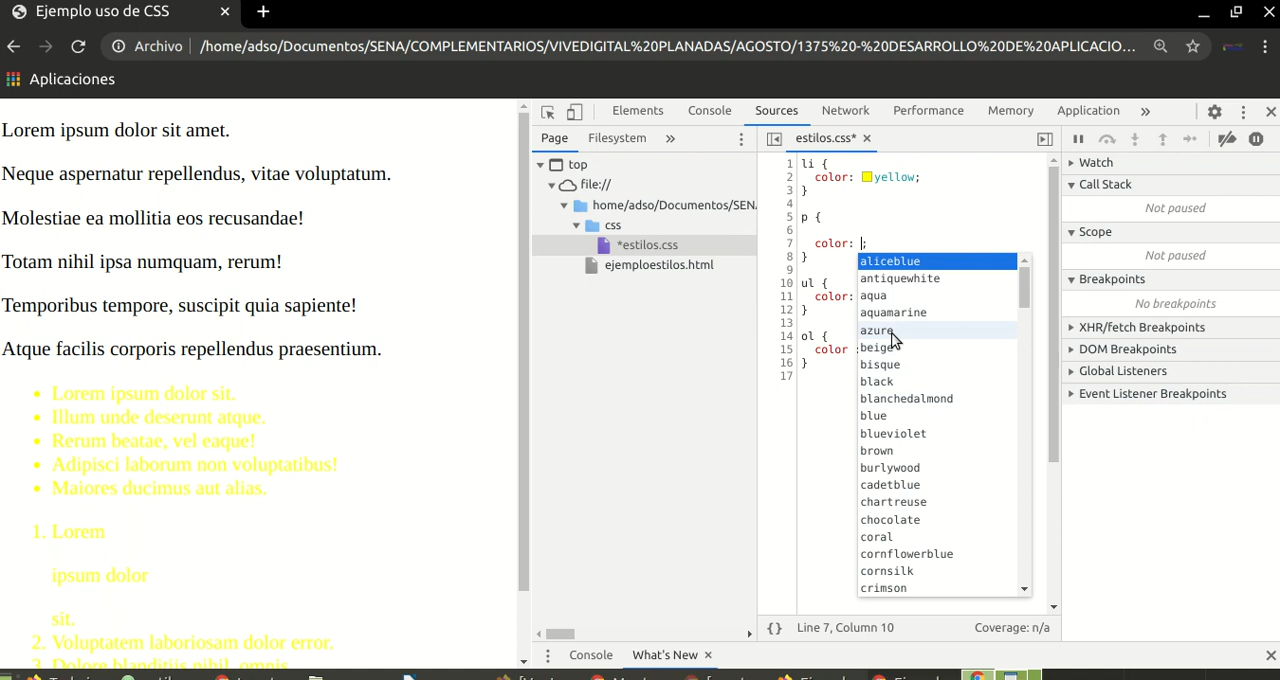 Ejemplo uso de CSS
Archivo /home/adso/Documentos/SENA/COMPLEMENTARIOS/VIVEDIGITAL%20PLANADAS/AGOSTO/1375%20-%20DESARROLLO%20DE%20APLICACIO...
Aplicaciones
Lorem ipsum dolor sit amet.
Neque aspernatur repellendus, vitae voluptatum.
Molestiae ea mollitia eos recusandae!
Totam nihil ipsa numquam, rerum!
Temporibus tempore, suscipit quia sapiente!
Atque facilis corporis repellendus praesentium.
• Lorem ipsum dolor sit.
• Illum unde deserunt atque.
• Rerum beatae, vel eaque!
• Adipisci laborum non voluptatibus!
• Maiores ducimus aut alias.
1. Lorem
ipsum dolor
sit.
2. Voluptatem laboriosam dolor error.
3. Dolore blanditiis nihil, omnis
Elements Console Sources Network Performance Memory Application »
Page Filesystem »
top
file://
home/adso/Documentos/SEN
css
*estilos.css
ejemploestilos.html
estilos.css*
1 li {
2 color: yellow;
3 }
4
5 p {
6
7 color: ;
8 }
9
10 ul {
11 color:
12 }
13
14 ol {
15 color :
16 }
17
aliceblue
antiquewhite
aqua
aquamarine
azure
beige
bisque
black
blanchedalmond
blue
blueviolet
brown
burlywood
cadetblue
chartreuse
chocolate
coral
cornflowerblue
cornsilk
crimson
{} Line 7, Column 10 Coverage: n/a
Watch
Call Stack
Not paused
Scope
Not paused
Breakpoints
No breakpoints
XHR/fetch Breakpoints
DOM Breakpoints
Global Listeners
Event Listener Breakpoints
Console What's New